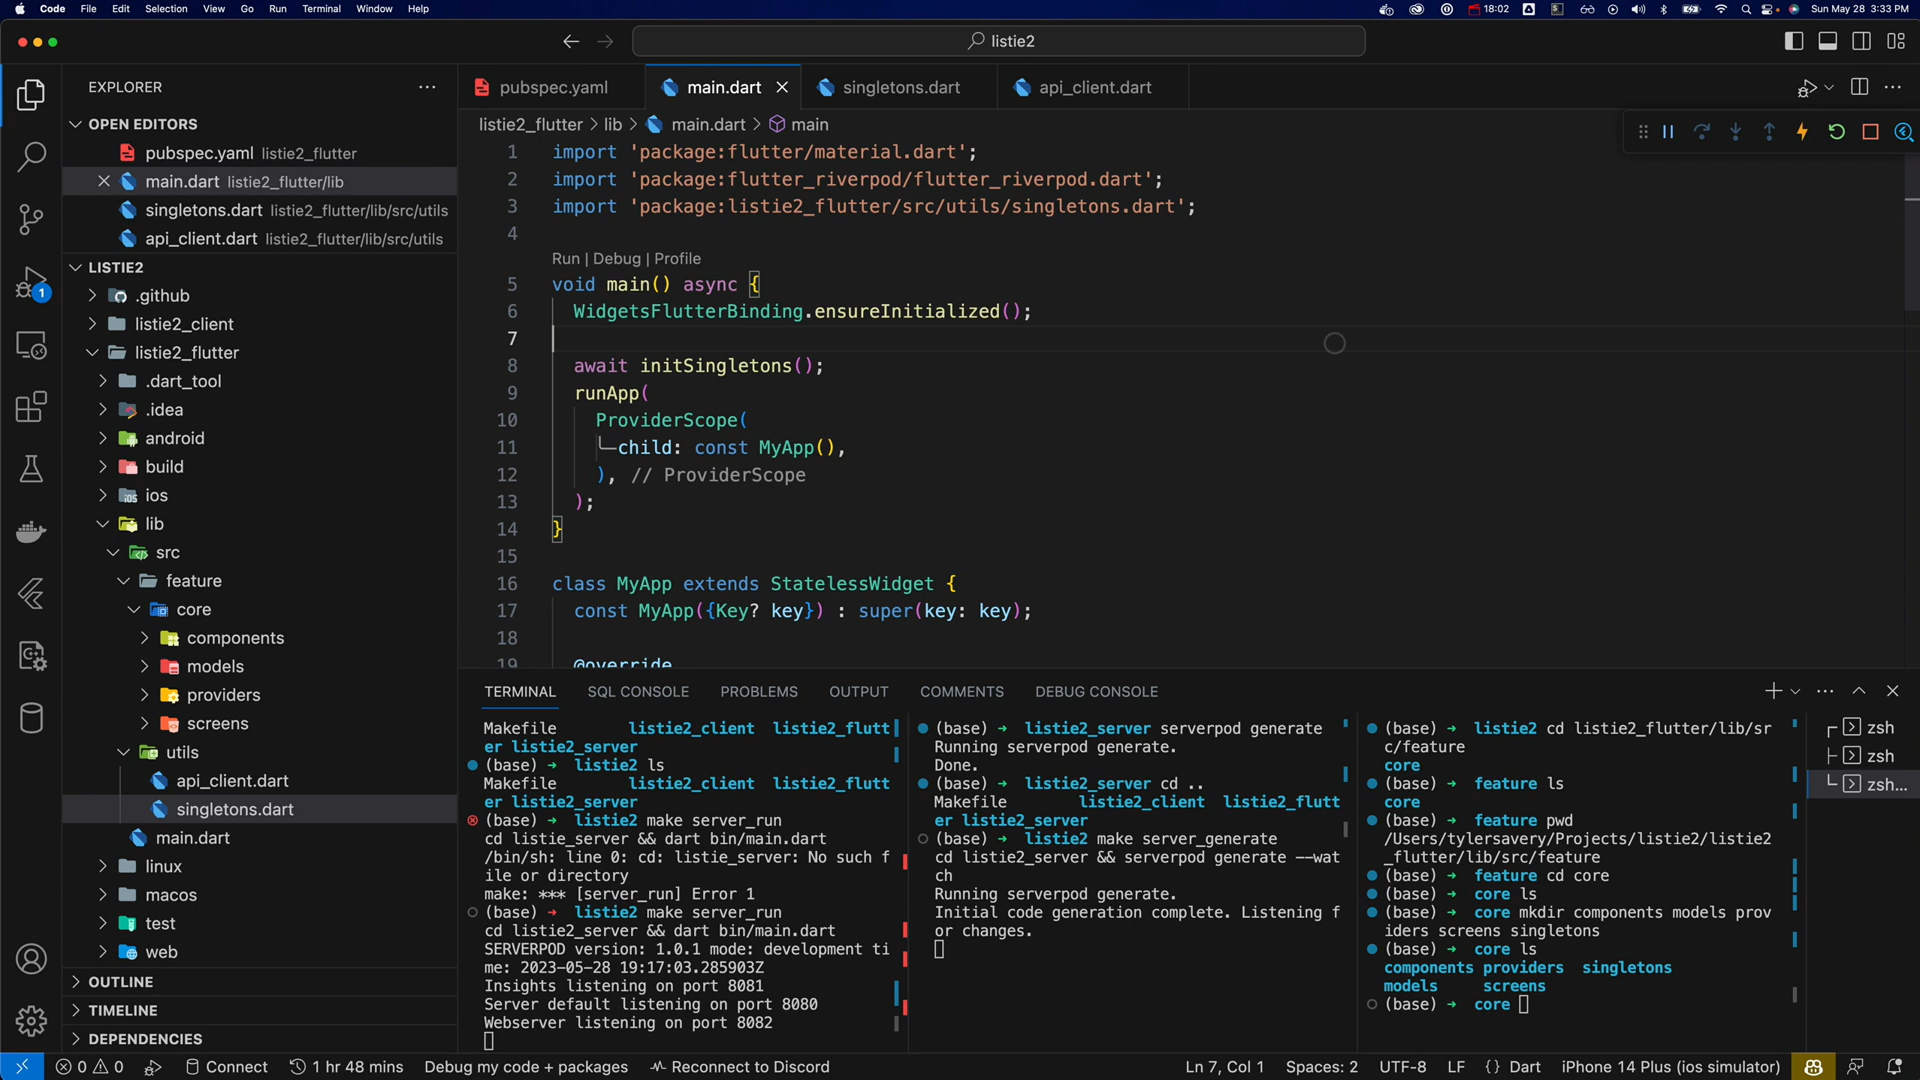 Code File Edit Selection View Go Run Terminal Window Help 18:02 Sun May 28 3:33 PM
listie2
EXPLORER
OPEN EDITORS
pubspec.yaml listie2_flutter
main.dart listie2_flutter/lib
singletons.dart listie2_flutter/lib/src/utils
api_client.dart listie2_flutter/lib/src/utils
LISTIE2
.github
listie2_client
listie2_flutter
.dart_tool
.idea
android
build
ios
lib
src
feature
core
components
models
providers
screens
utils
api_client.dart
singletons.dart
main.dart
linux
macos
test
web
OUTLINE
TIMELINE
DEPENDENCIES
1
pubspec.yaml main.dart singletons.dart api_client.dart
listie2_flutter > lib > main.dart > main
1 import 'package:flutter/material.dart';
2 import 'package:flutter_riverpod/flutter_riverpod.dart';
3 import 'package:listie2_flutter/src/utils/singletons.dart';
4
Run | Debug | Profile
5 void main() async {
6 WidgetsFlutterBinding.ensureInitialized();
7
8 await initSingletons();
9 runApp(
10 ProviderScope(
11 child: const MyApp(),
12 ), // ProviderScope
13 );
14 }
15
16 class MyApp extends StatelessWidget {
17 const MyApp({Key? key}) : super(key: key);
18
19 @override
TERMINAL SQL CONSOLE PROBLEMS OUTPUT COMMENTS DEBUG CONSOLE
Makefile listie2_client listie2_flutt
er listie2_server
(base) → listie2 ls
Makefile listie2_client listie2_flutt
er listie2_server
(base) → listie2 make server_run
cd listie_server && dart bin/main.dart
/bin/sh: line 0: cd: listie_server: No such f
ile or directory
make: *** [server_run] Error 1
(base) → listie2 make server_run
cd listie2_server && dart bin/main.dart
SERVERPOD version: 1.0.1 mode: development ti
me: 2023-05-28 19:17:03.285903Z
Insights listening on port 8081
Server default listening on port 8080
Webserver listening on port 8082
(base) → listie2_server serverpod generate
Running serverpod generate.
Done.
(base) → listie2_server cd ..
Makefile listie2_client listie2_flutt
er listie2_server
(base) → listie2 make server_generate
cd listie2_server && serverpod generate --wat
ch
Running serverpod generate.
Initial code generation complete. Listening f
or changes.
(base) → listie2 cd listie2_flutter/lib/sr
c/feature
core
(base) → feature ls
core
(base) → feature pwd
/Users/tylersavery/Projects/listie2/listie2
_flutter/lib/src/feature
(base) → feature cd core
(base) → core ls
(base) → core mkdir components models prov
iders screens singletons
(base) → core ls
components providers singletons
models screens
(base) → core
zsh
zsh
zsh...
0 0 Connect 1 hr 48 mins Debug my code + packages Reconnect to Discord Ln 7, Col 1 Spaces: 2 UTF-8 LF {} Dart iPhone 14 Plus (ios simulator)